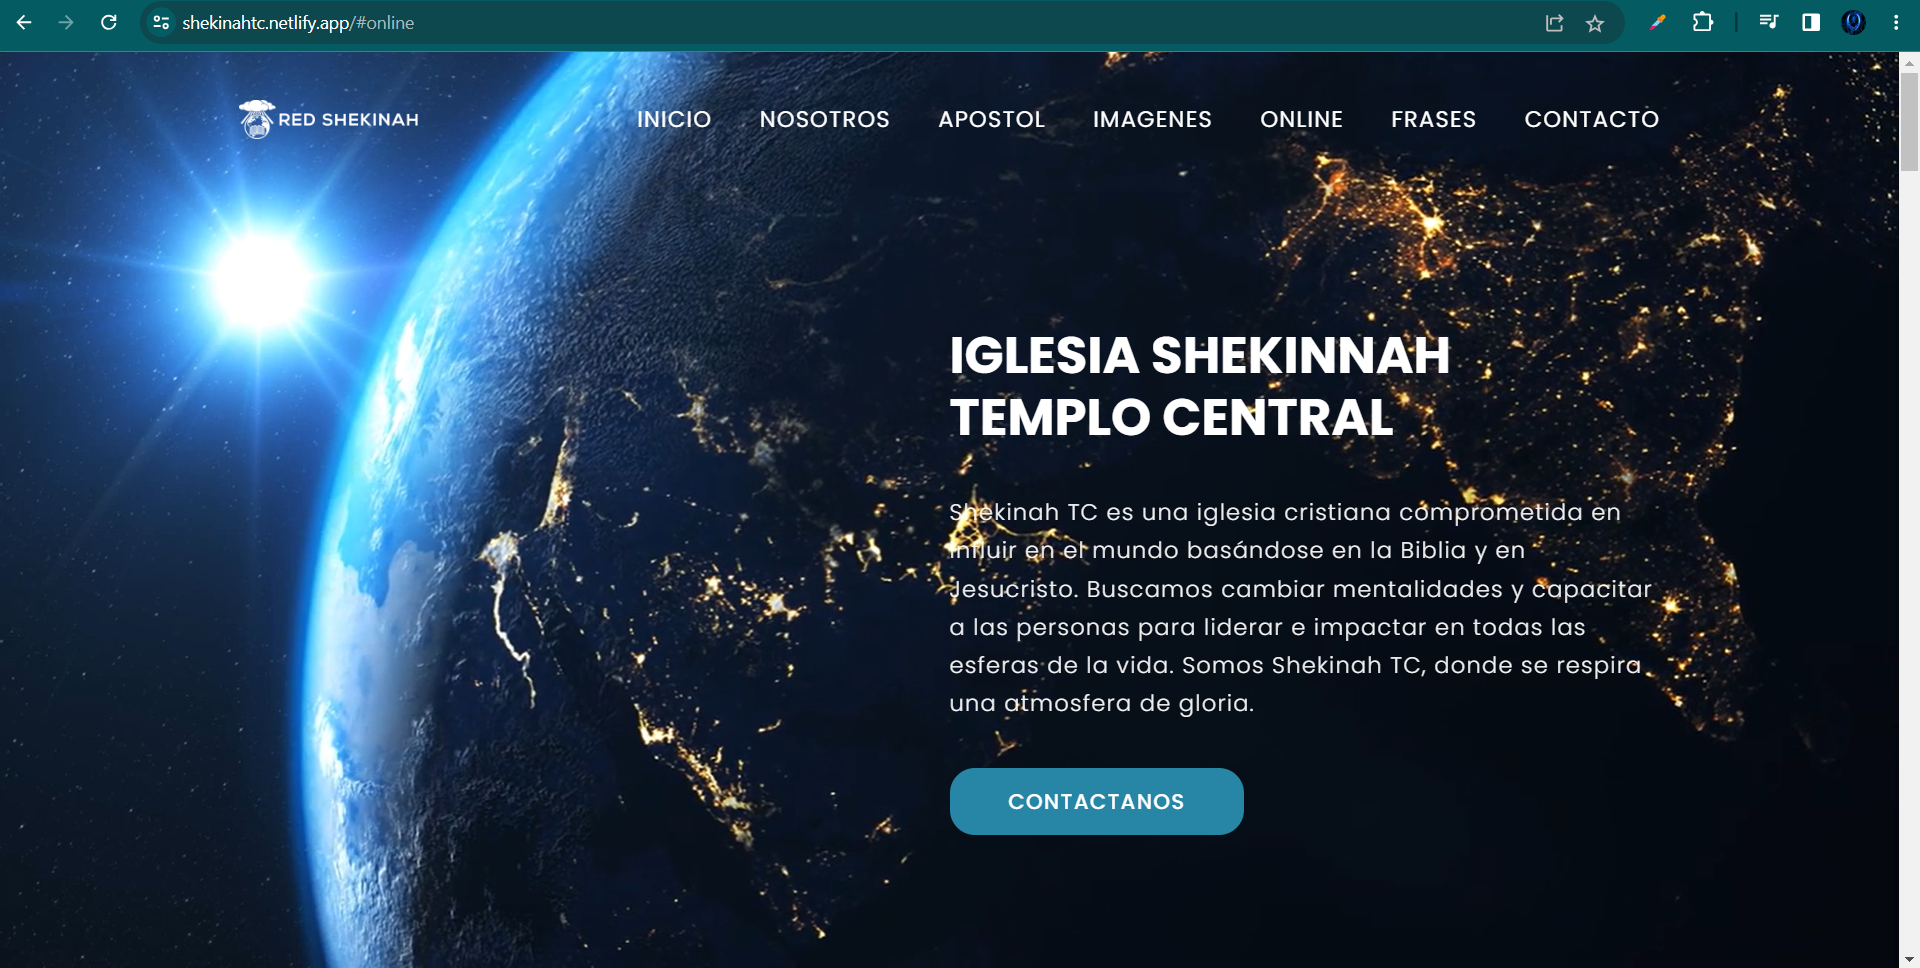 shekinahtc.netlify.app/#online
RED SHEKINAH
INICIO NOSOTROS APOSTOL IMAGENES ONLINE FRASES CONTACTO
IGLESIA SHEKINNAH
TEMPLO CENTRAL
Shekinah TC es una iglesia cristiana comprometida en
influir en el mundo basándose en la Biblia y en
Jesucristo. Buscamos cambiar mentalidades y capacitar
a las personas para liderar e impactar en todas las
esferas de la vida. Somos Shekinah TC, donde se respira
una atmosfera de gloria.
CONTACTANOS